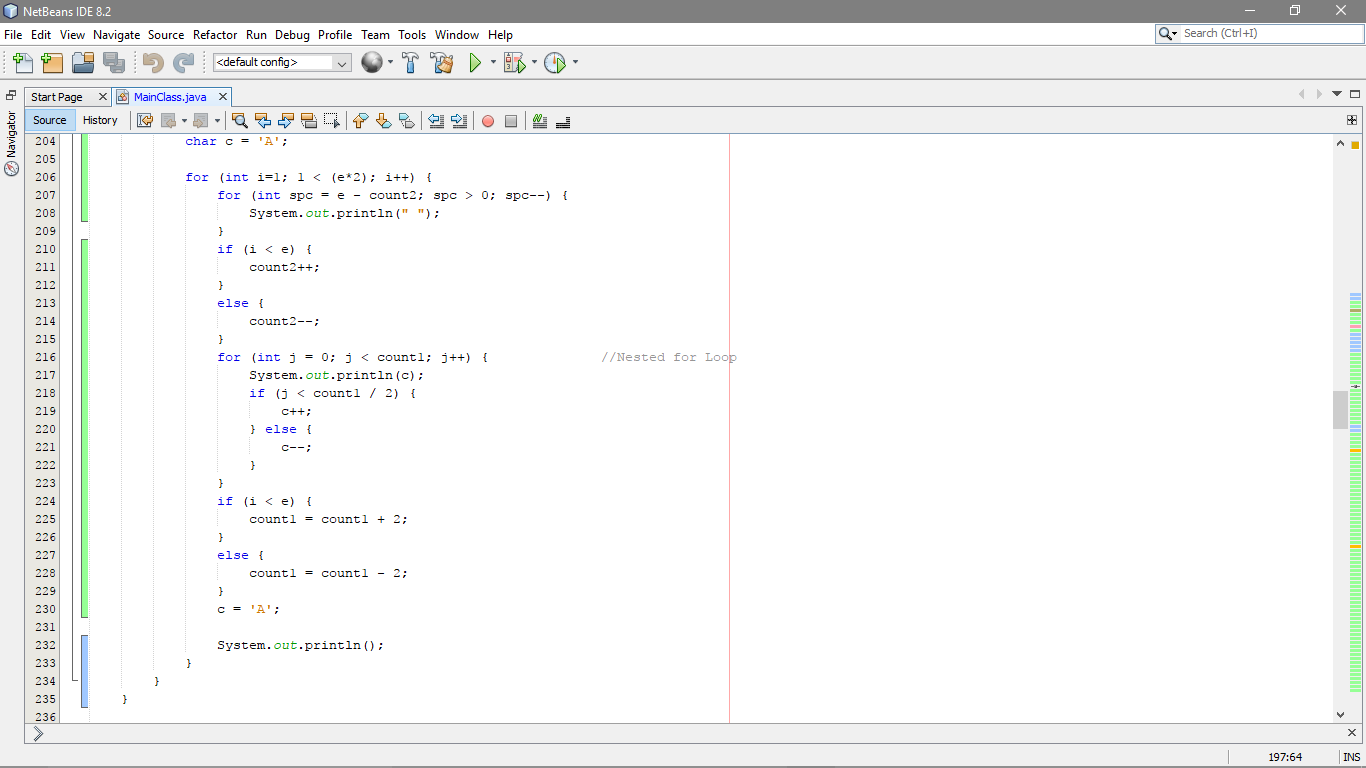 NetBeans IDE 8.2
File Edit View Navigate Source Refactor Run Debug Profile Team Tools Window Help
Search (Ctrl+I)
<default config>
Start Page
MainClass.java
Navigator
Source History
204 char c = 'A';
205
206 for (int i=1; 1 < (e*2); i++) {
207 for (int spc = e - count2; spc > 0; spc--) {
208 System.out.println(" ");
209 }
210 if (i < e) {
211 count2++;
212 }
213 else {
214 count2--;
215 }
216 for (int j = 0; j < count1; j++) { //Nested for Loop
217 System.out.println(c);
218 if (j < count1 / 2) {
219 c++;
220 } else {
221 c--;
222 }
223 }
224 if (i < e) {
225 count1 = count1 + 2;
226 }
227 else {
228 count1 = count1 - 2;
229 }
230 c = 'A';
231
232 System.out.println();
233 }
234 }
235 }
236
197:64 INS